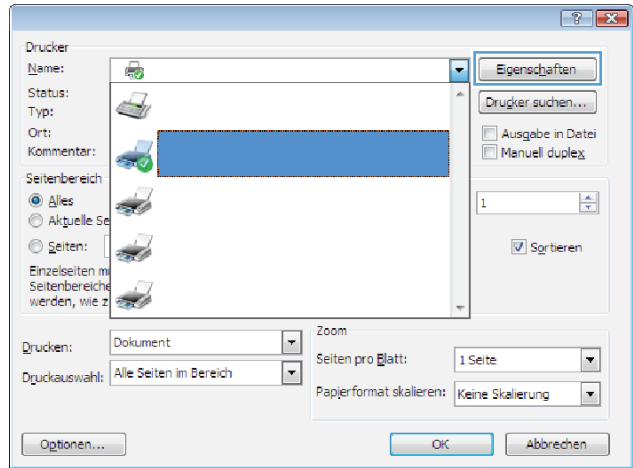 Drucker
Name:
Eigenschaften
Status:
Drucker suchen...
Typ:
Ort:
Ausgabe in Datei
Kommentar:
Manuell duplex
Seitenbereich
Alles
1
Aktuelle Se
Seiten:
Sortieren
Einzelseiten m
Seitenbereiche
werden, wie z
Zoom
Drucken:
Dokument
Seiten pro Blatt:
1 Seite
Druckauswahl:
Alle Seiten im Bereich
Papierformat skalieren:
Keine Skalierung
Optionen...
OK
Abbrechen